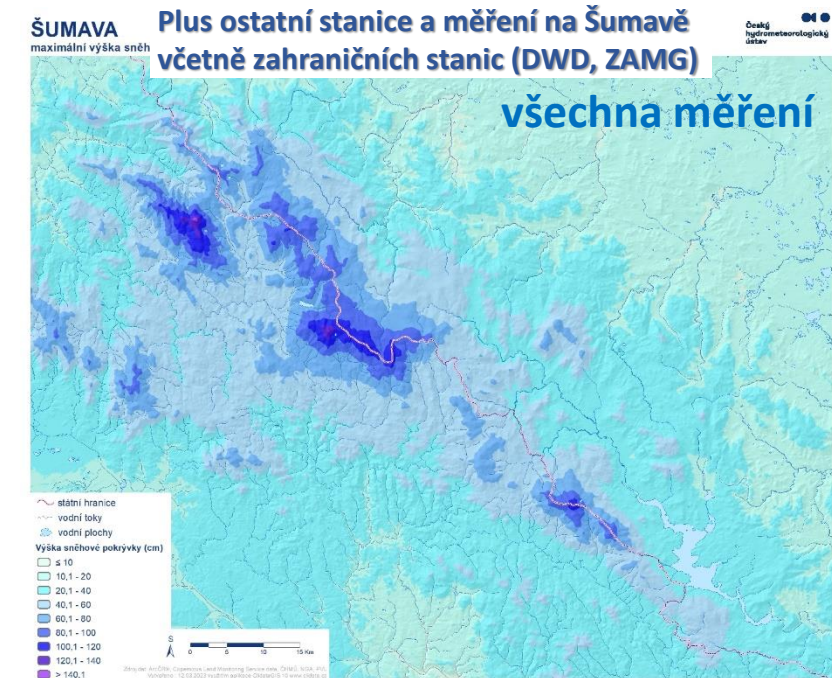 ŠUMAVA
maximální výška sněh
Plus ostatní stanice a měření na Šumavě
včetně zahraničních stanic (DWD, ZAMG)
Český
hydrometeorologický
ústav
všechna měření
státní hranice
vodní toky
vodní plochy
Výška sněhové pokrývky (cm)
≤ 10
10,1 - 20
20,1 - 40
40,1 - 60
60,1 - 80
80,1 - 100
100,1 - 120
120,1 - 140
> 140,1
S
0 5 10 15 Km